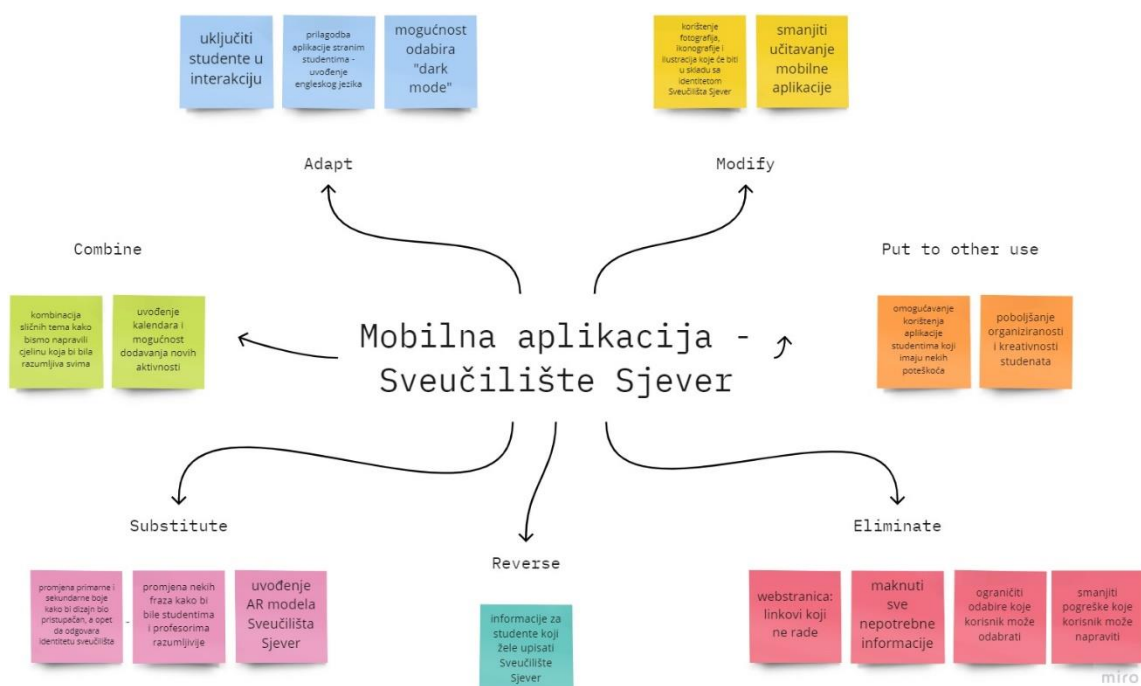 uključiti
studente u
interakciju
prilagodba
aplikacije stranim
studentima -
uvođenje
engleskog jezika
mogućnost
odabira
"dark
mode"
korištenje
fotografija,
ikonografije i
ilustracija koje će biti
u skladu sa
identitetom
Sveučilišta Sjever
smanjiti
učitavanje
mobilne
aplikacije
Adapt
Modify
Combine
Put to other use
kombinacija
sličnih tema kako
bismo napravili
cjelinu koja bi bila
razumljiva svima
uvođenje
kalendara i
mogućnost
dodavanja novih
aktivnosti
Mobilna aplikacija -
Sveučilište Sjever
omogućavanje
korištenja
aplikacije
studentima koji
imaju nekih
poteškoća
poboljšanje
organiziranosti
i kreativnosti
studenata
Substitute
Reverse
Eliminate
promjena primarne i
sekundarne boje
kako bi dizajn bio
pristupačan, a opet
da odgovara
identitetu sveučilišta
-
promjena nekih
fraza kako bi
bile studentima
i profesorima
razumljivije
uvođenje
AR modela
Sveučilišta
Sjever
informacije za
studente koji
žele upisati
Sveučilište
Sjever
webstranica:
linkovi koji
ne rade
maknuti
sve
nepotrebne
informacije
ograničiti
odabire koje
korisnik može
odabrati
smanjiti
pogreške koje
korisnik može
napraviti
miro